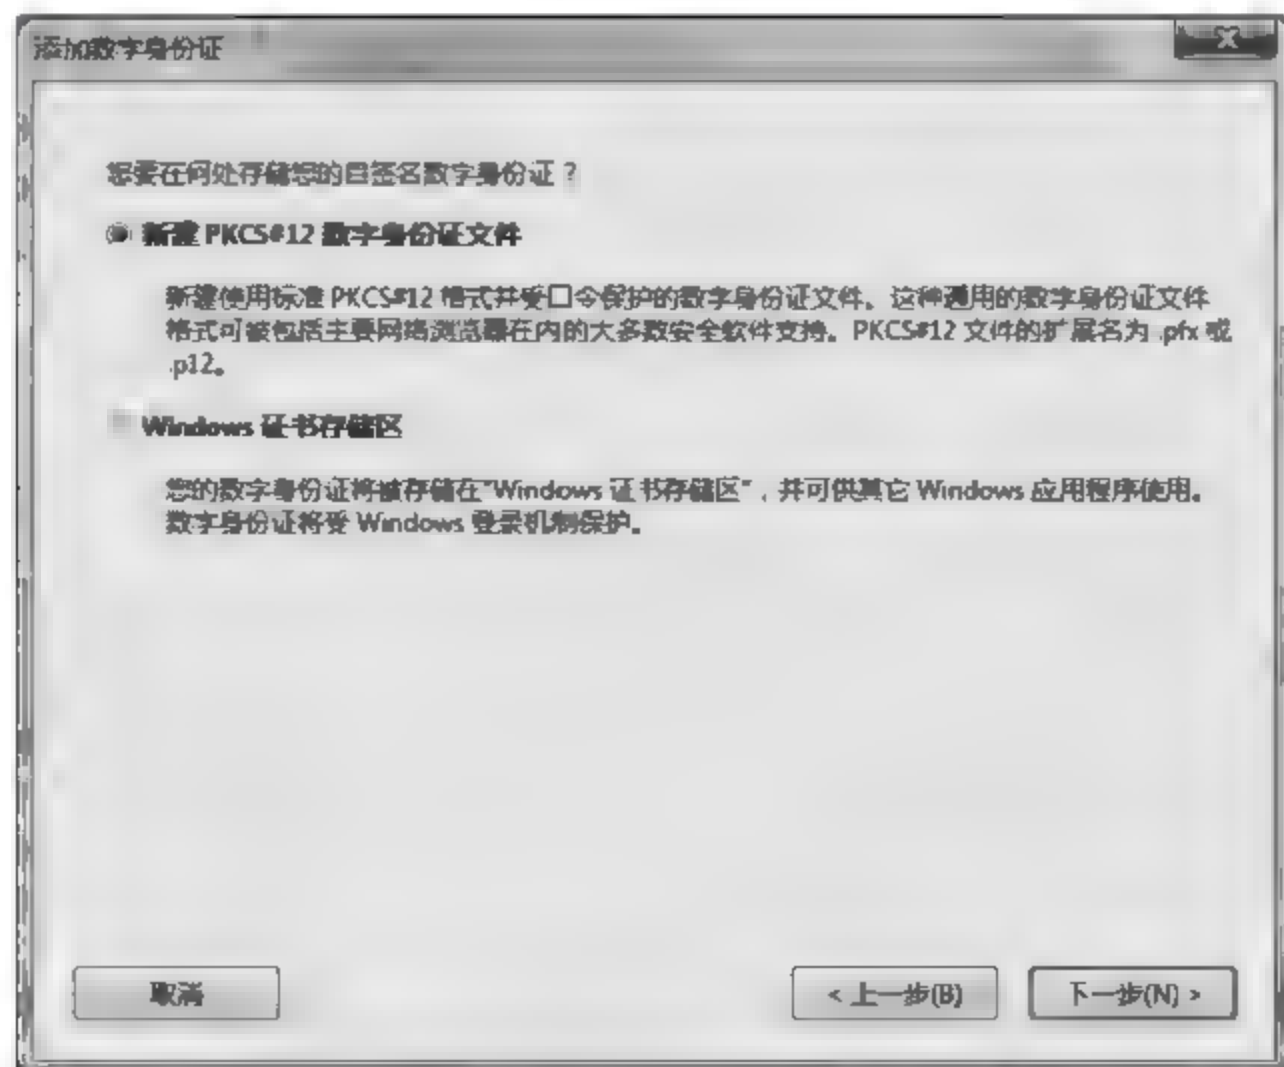 添加数字身份证
X
您要在何处存储您的自签名数字身份证？
新建 PKCS#12 数字身份证文件
新建使用标准 PKCS#12 格式并受口令保护的数字身份证文件。这种通用的数字身份证文件
格式可被包括主要网络浏览器在内的大多数安全软件支持。PKCS#12 文件的扩展名为 .pfx 或
.p12。
Windows 证书存储区
您的数字身份证将被存储在"Windows 证书存储区"，并可供其它 Windows 应用程序使用。
数字身份证将受 Windows 登录机制保护。
取消
< 上一步(B)
下一步(N) >